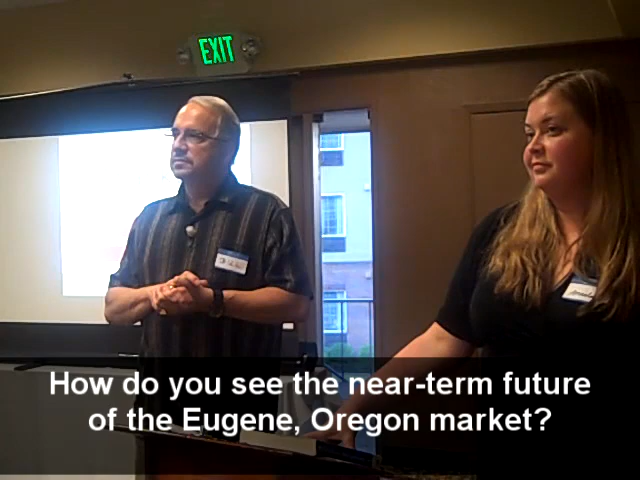 EXIT
How do you see the near-term future
of the Eugene, Oregon market?